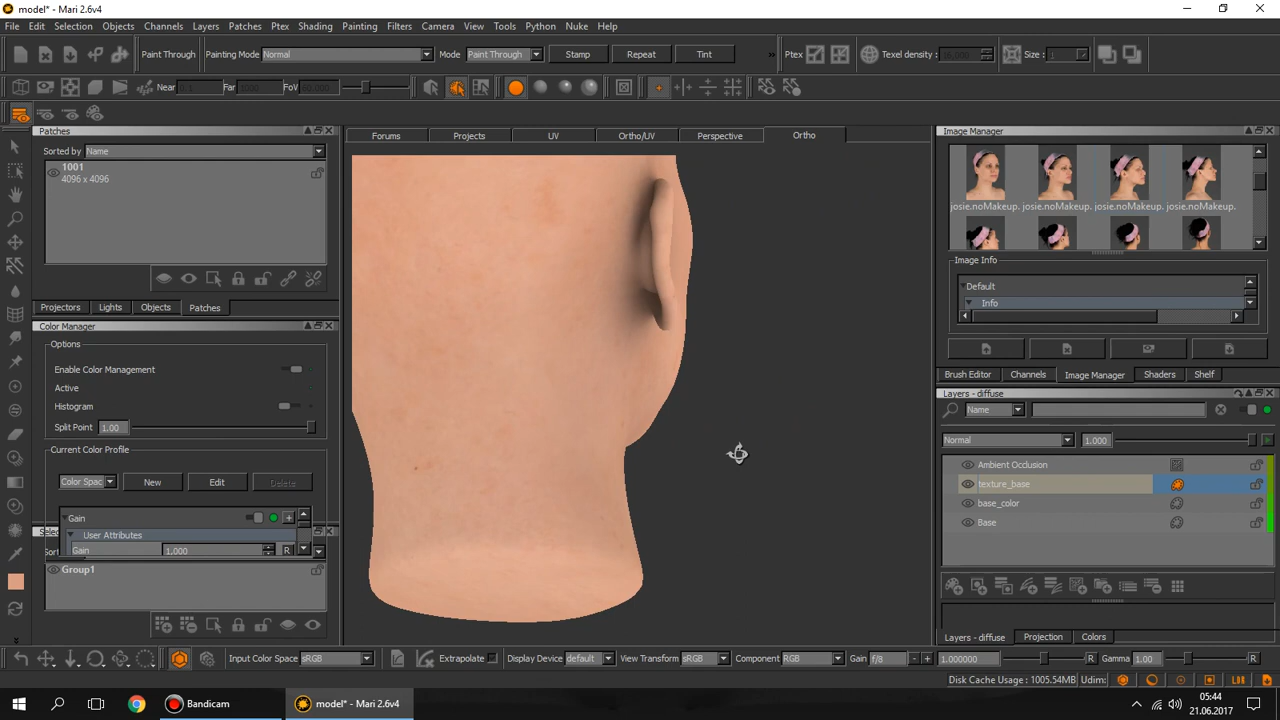 model* - Mari 2.6v4
File Edit Selection Objects Channels Layers Patches Ptex Shading Painting Filters Camera View Tools Python Nuke Help
Paint Through Painting Mode Normal Mode Paint Through Stamp Repeat Tint » Ptex Texel density : Size :
Near Far FoV
Patches
Sorted by Name
1001
4096 x 4096
Projectors Lights Objects Patches
Color Manager
Options
Enable Color Management
Active
Histogram
Split Point 1.00
Current Color Profile
Color Spac New Edit Delete
Gain
User Attributes
Gain 1.000 R
Group1
Forums Projects UV Ortho/UV Perspective Ortho
Image Manager
josie.noMakeup. josie.noMakeup. josie.noMakeup. josie.noMakeup.
Image Info
Default
Info
Brush Editor Channels Image Manager Shaders Shelf
Layers - diffuse
Name
Normal 1.000
Ambient Occlusion
texture_base
base_color
Base
Layers - diffuse Projection Colors
Input Color Space sRGB Extrapolate Display Device default View Transform sRGB Component RGB Gain f/8 - + 1.000000 R Gamma 1.00 R
Disk Cache Usage : 1005.54MB Udim:
Bandicam model* - Mari 2.6v4 05:44
21.06.2017